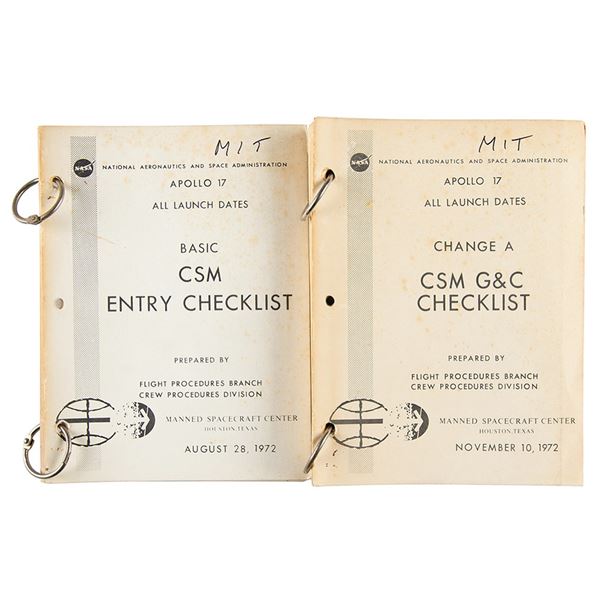 MIT
NASA
NATIONAL AERONAUTICS AND SPACE ADMINISTRATION
APOLLO 17
ALL LAUNCH DATES
BASIC
CSM
ENTRY CHECKLIST
PREPARED BY
FLIGHT PROCEDURES BRANCH
CREW PROCEDURES DIVISION
MANNED SPACECRAFT CENTER
HOUSTON, TEXAS
AUGUST 28, 1972
MIT
NASA
NATIONAL AERONAUTICS AND SPACE ADMINISTRATION
APOLLO 17
ALL LAUNCH DATES
CHANGE A
CSM G&C
CHECKLIST
PREPARED BY
FLIGHT PROCEDURES BRANCH
CREW PROCEDURES DIVISION
MANNED SPACECRAFT CENTER
HOUSTON, TEXAS
NOVEMBER 10, 1972